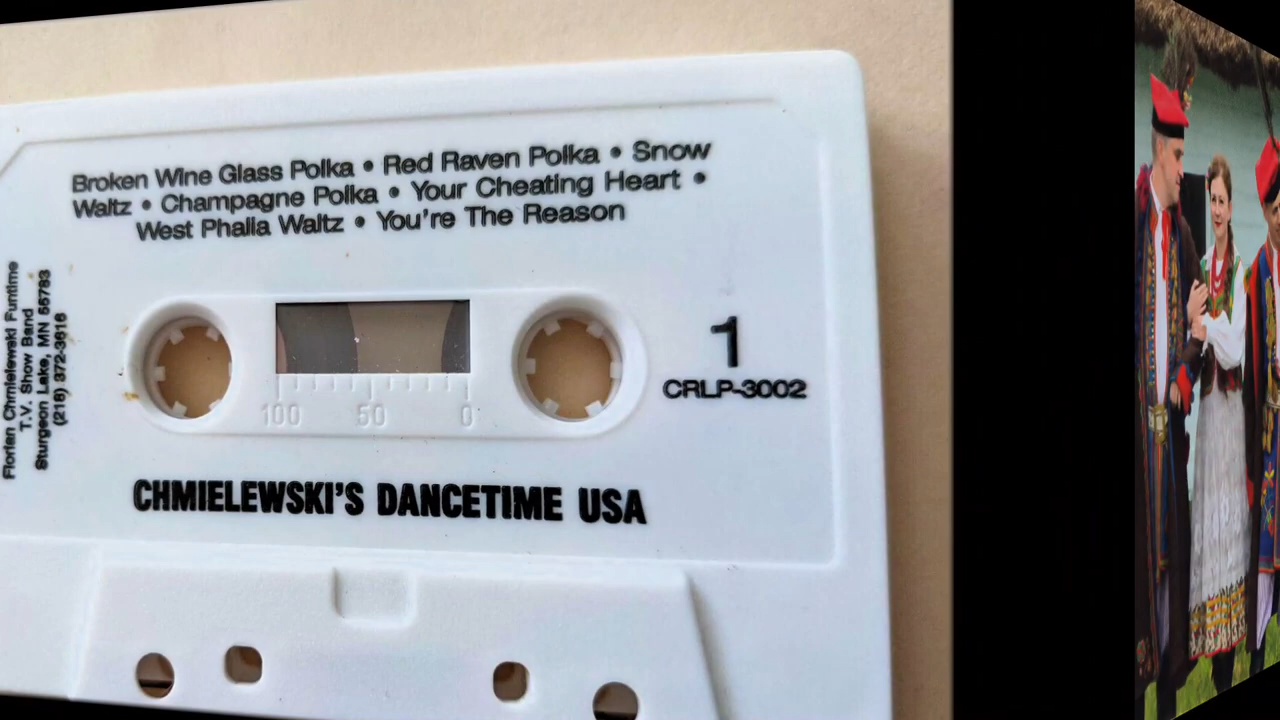 Broken Wine Glass Polka • Red Raven Polka • Snow
Waltz • Champagne Polka • Your Cheating Heart •
West Phalia Waltz • You're The Reason
Florian Chmielewski Funtime
T.V. Show Band
Sturgeon Lake, MN 55783
(218) 372-3616
100 50 0
1
CRLP-3002
CHMIELEWSKI'S DANCETIME USA